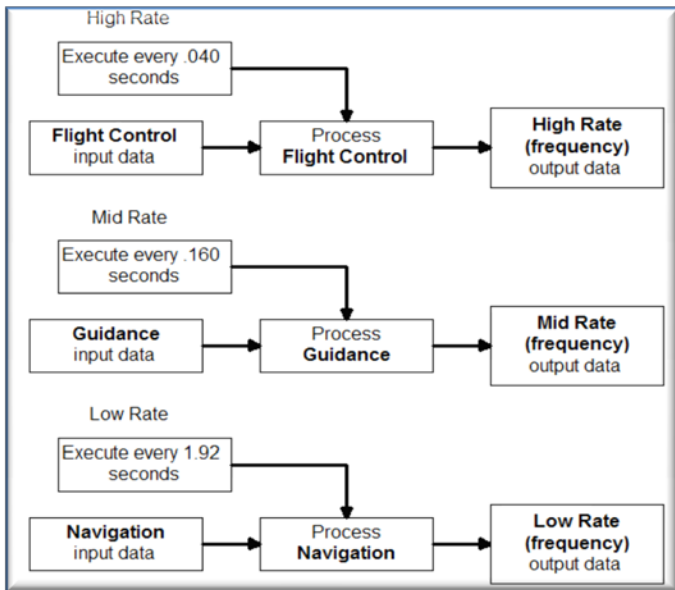 High Rate
Execute every .040
seconds
Flight Control
input data
Process
Flight Control
High Rate
(frequency)
output data
Mid Rate
Execute every .160
seconds
Guidance
input data
Process
Guidance
Mid Rate
(frequency)
output data
Low Rate
Execute every 1.92
seconds
Navigation
input data
Process
Navigation
Low Rate
(frequency)
output data